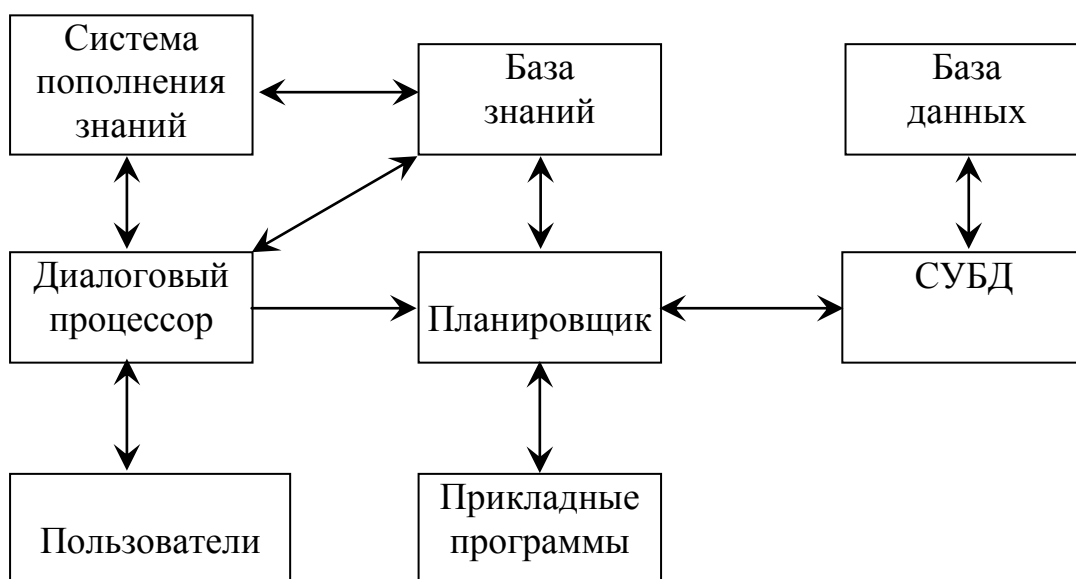 Система
пополнения
знаний
База
знаний
База
данных
Диалоговый
процессор
Планировщик
СУБД
Пользователи
Прикладные
программы